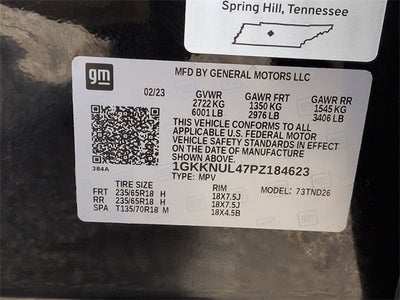 Spring Hill, Tennessee
gm
MFD BY GENERAL MOTORS LLC
02/23 GVWR GAWR FRT GAWR RR
2722 KG 1350 KG 1545 KG
6001 LB 2976 LB 3406 LB
THIS VEHICLE CONFORMS TO ALL
APPLICABLE U.S. FEDERAL MOTOR
VEHICLE SAFETY STANDARDS IN EFFECT
ON THE DATE OF MANUFACTURE
SHOWN ABOVE.
384A 1GKKNUL47PZ184623
TYPE: MPV
TIRE SIZE RIM MODEL: 73TND26
FRT 235/65R18 H 18X7.5J
RR 235/65R18 H 18X7.5J
SPA T135/70R18 M 18X4.5B